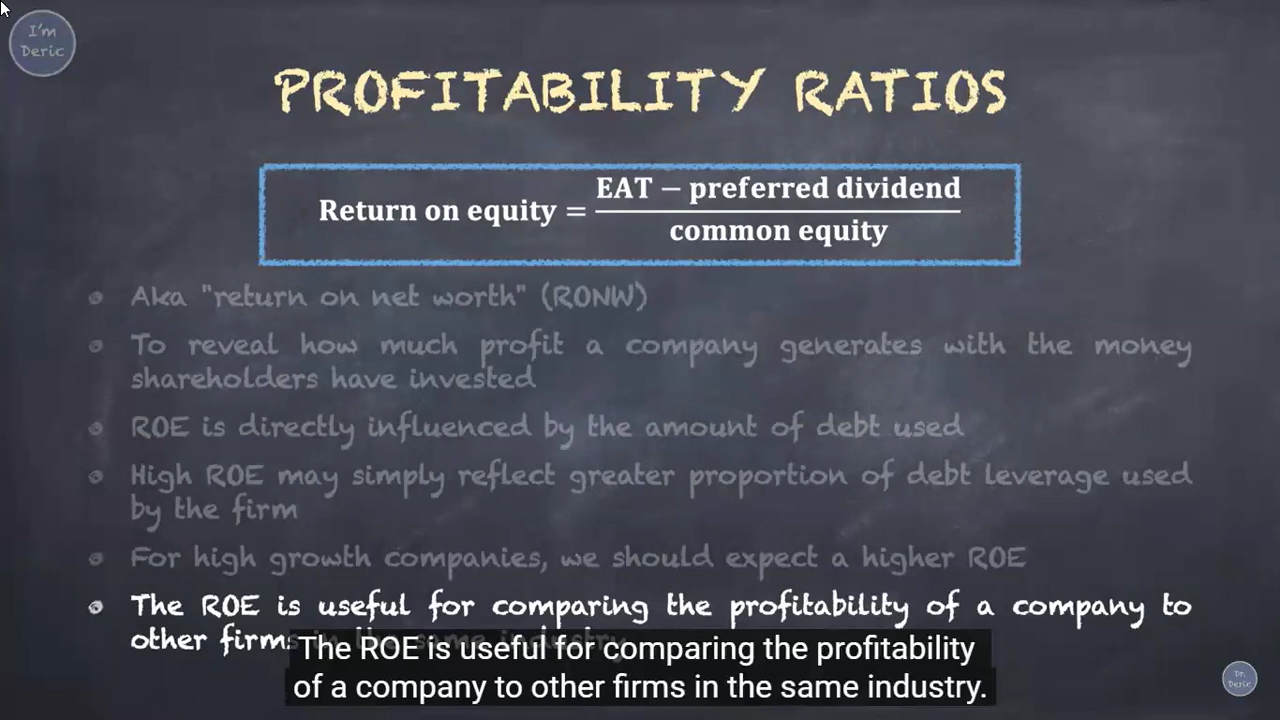 I'm
Deric
PROFITABILITY RATIOS
Return on equity = EAT − preferred dividend / common equity
• Aka "return on net worth" (RONW)
• To reveal how much profit a company generates with the money
shareholders have invested
• ROE is directly influenced by the amount of debt used
• High ROE may simply reflect greater proportion of debt leverage used
by the firm
• For high growth companies, we should expect a higher ROE
• The ROE is useful for comparing the profitability of a company to
other firms in the same industry
The ROE is useful for comparing the profitability
of a company to other firms in the same industry.
Dr.
Deric